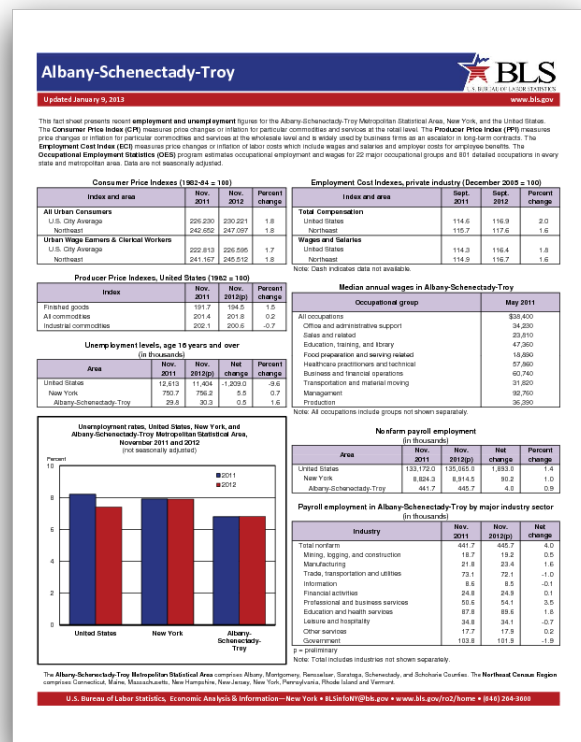 Albany-Schenectady-Troy
BLS
U.S. BUREAU OF LABOR STATISTICS
Updated January 9, 2013 www.bls.gov
This fact sheet presents recent employment and unemployment figures for the Albany-Schenectady-Troy Metropolitan Statistical Area, New York, and the United States.
The Consumer Price Index (CPI) measures price changes or inflation for particular commodities and services at the retail level. The Producer Price Index (PPI) measures
price changes or inflation for particular commodities and services at the wholesale level and is widely used by business firms as an escalator in long-term contracts. The
Employment Cost Index (ECI) measures price changes or inflation of labor costs which include wages and salaries and employer costs for employee benefits. The
Occupational Employment Statistics (OES) program estimates occupational employment and wages for 22 major occupational groups and 801 detailed occupations in every
state and metropolitan area. Data are not seasonally adjusted.
Consumer Price Indexes (1982-84 = 100)
Index and area Nov. 2011 Nov. 2012 Percent change
All Urban Consumers
U.S. City Average 226.230 230.221 1.8
Northeast 242.652 247.097 1.8
Urban Wage Earners & Clerical Workers
U.S. City Average 222.813 226.595 1.7
Northeast 241.167 245.512 1.8
Producer Price Indexes, United States (1982 = 100)
Index Nov. 2011 Nov. 2012(p) Percent change
Finished goods 191.7 194.5 1.5
All commodities 201.4 201.8 0.2
Industrial commodities 202.1 200.6 -0.7
Unemployment levels, age 16 years and over
(in thousands)
Area Nov. 2011 Nov. 2012(p) Net change Percent change
United States 12,613 11,404 -1,209.0 -9.6
New York 750.7 756.2 5.5 0.7
Albany-Schenectady-Troy 29.8 30.3 0.5 1.6
Unemployment rates, United States, New York, and
Albany-Schenectady-Troy Metropolitan Statistical Area,
November 2011 and 2012
(not seasonally adjusted)
Percent
10
8
6
4
2
0
2011
2012
United States New York Albany-Schenectady-Troy
Employment Cost Indexes, private industry (December 2005 = 100)
Index and area Sept. 2011 Sept. 2012 Percent change
Total Compensation
United States 114.6 116.9 2.0
Northeast 115.7 117.6 1.6
Wages and Salaries
United States 114.3 116.4 1.8
Northeast 114.9 116.7 1.6
Note: Dash indicates data not available.
Median annual wages in Albany-Schenectady-Troy
Occupational group May 2011
All occupations $38,400
Office and administrative support 34,230
Sales and related 23,810
Education, training, and library 47,360
Food preparation and serving related 18,890
Healthcare practitioners and technical 57,860
Business and financial operations 60,740
Transportation and material moving 31,820
Management 92,760
Production 36,390
Note: All occupations include groups not shown separately.
Nonfarm payroll employment
(in thousands)
Area Nov. 2011 Nov. 2012(p) Net change Percent change
United States 133,172.0 135,065.0 1,893.0 1.4
New York 8,824.3 8,914.5 90.2 1.0
Albany-Schenectady-Troy 441.7 445.7 4.0 0.9
Payroll employment in Albany-Schenectady-Troy by major industry sector
(in thousands)
Industry Nov. 2011 Nov. 2012(p) Net change
Total nonfarm 441.7 445.7 4.0
Mining, logging, and construction 18.7 19.2 0.5
Manufacturing 21.8 23.4 1.6
Trade, transportation and utilities 73.1 72.1 -1.0
Information 8.6 8.5 -0.1
Financial activities 24.8 24.9 0.1
Professional and business services 50.6 54.1 3.5
Education and health services 87.8 89.6 1.8
Leisure and hospitality 34.8 34.1 -0.7
Other services 17.7 17.9 0.2
Government 103.8 101.9 -1.9
p = preliminary
Note: Total includes industries not shown separately.
The Albany-Schenectady-Troy Metropolitan Statistical Area comprises Albany, Montgomery, Rensselaer, Saratoga, Schenectady, and Schoharie Counties. The Northeast Census Region
comprises Connecticut, Maine, Massachusetts, New Hampshire, New Jersey, New York, Pennsylvania, Rhode Island and Vermont.
U.S. Bureau of Labor Statistics, Economic Analysis & Information—New York • BLSinfoNY@bls.gov • www.bls.gov/ro2/home • (646) 264-3600